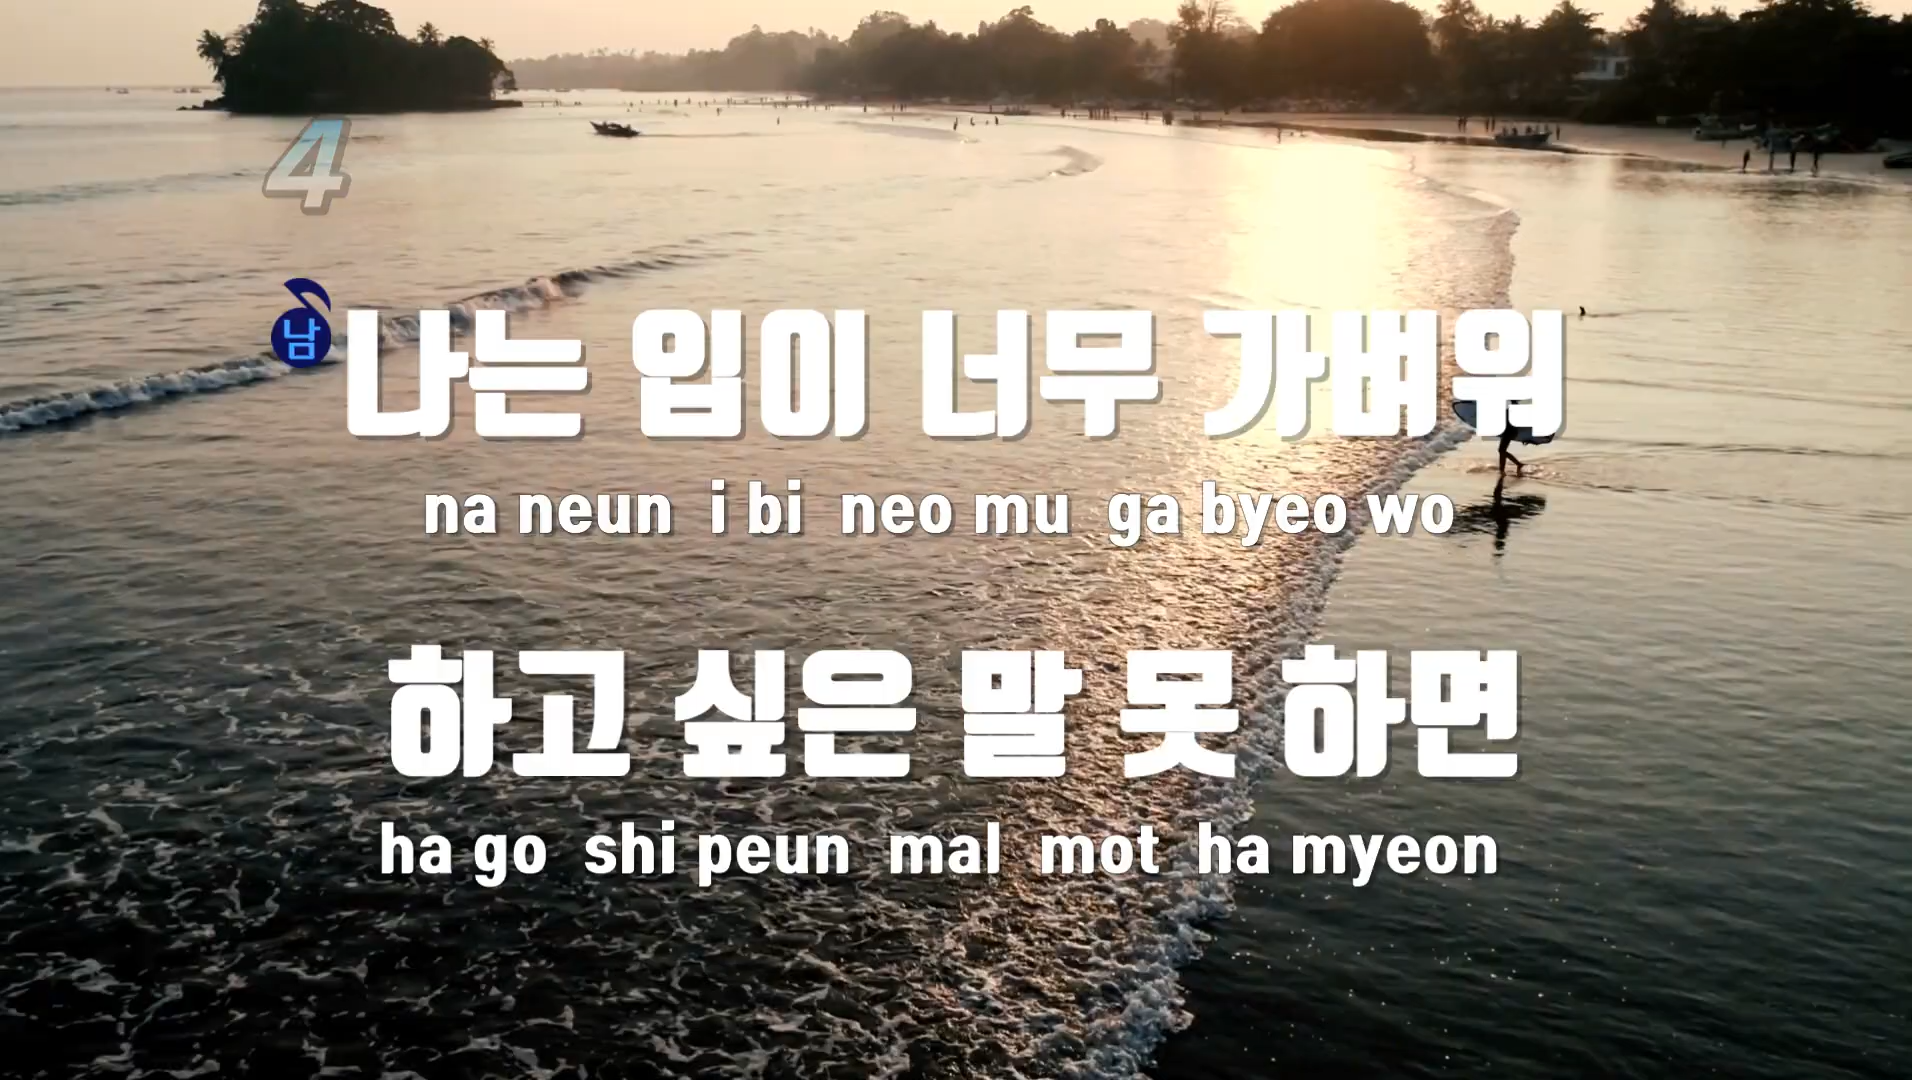 4
남
나는 입이 너무 가벼워
na neun i bi neo mu ga byeo wo
하고 싶은 말 못 하면
ha go shi peun mal mot ha myeon